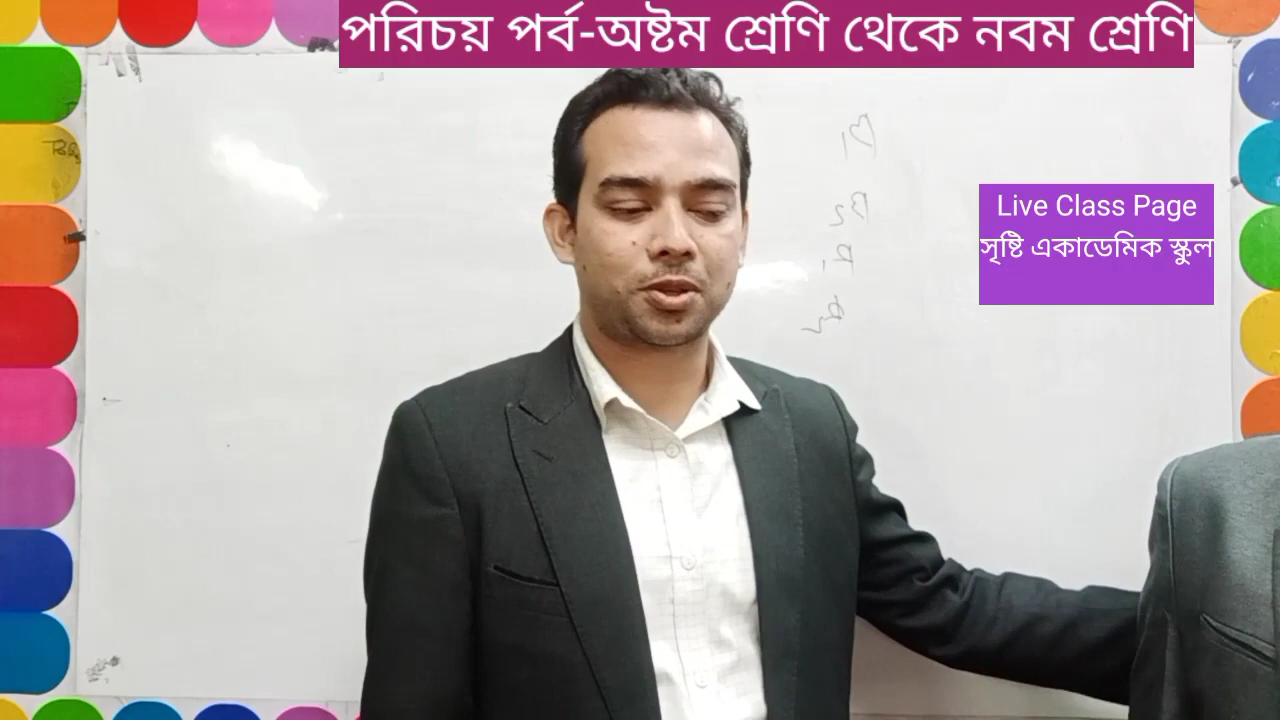 পরিচয় পর্ব-অষ্টম শ্রেণি থেকে নবম শ্রেণি
Live Class Page
সৃষ্টি একাডেমিক স্কুল